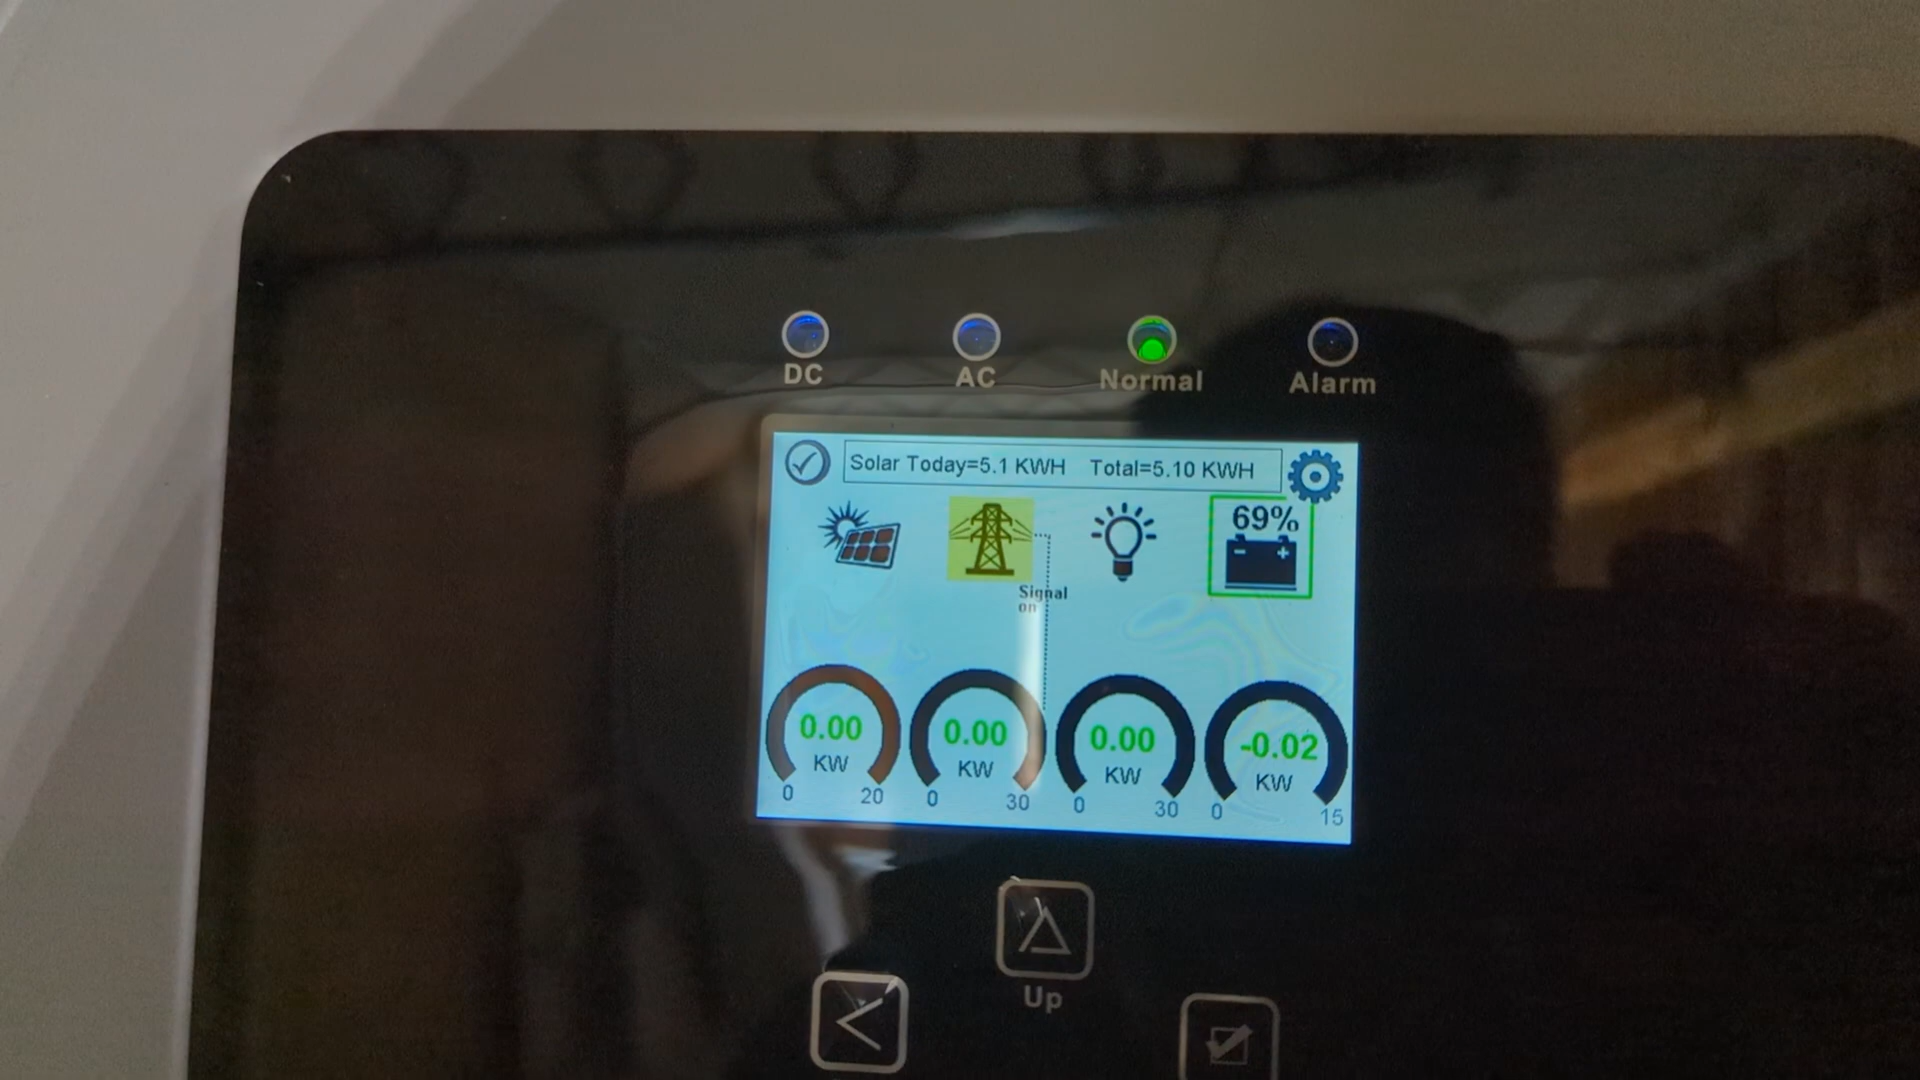 DC AC Normal Alarm
Solar Today=5.1 KWH Total=5.10 KWH
69%
Signal
on
0.00 0.00 0.00 -0.02
KW KW KW KW
0 20 0 30 0 30 0 15
Up